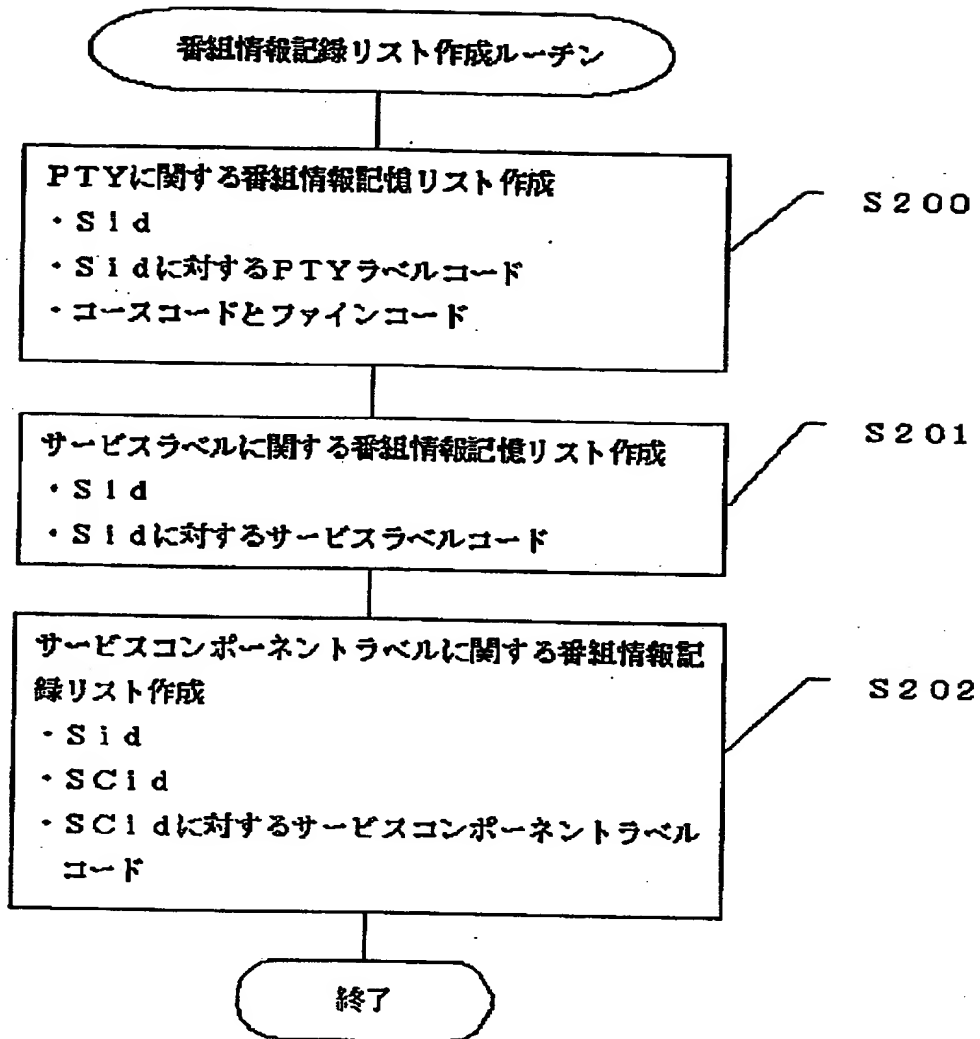 番組情報記録リスト作成ルーチン
PTYに関する番組情報記憶リスト作成
・Sid
・Sidに対するPTYラベルコード
・コースコードとファインコード
S200
サービスラベルに関する番組情報記憶リスト作成
・Sid
・Sidに対するサービスラベルコード
S201
サービスコンポーネントラベルに関する番組情報記
録リスト作成
・Sid
・SCid
・SCidに対するサービスコンポーネントラベル
コード
S202
終了